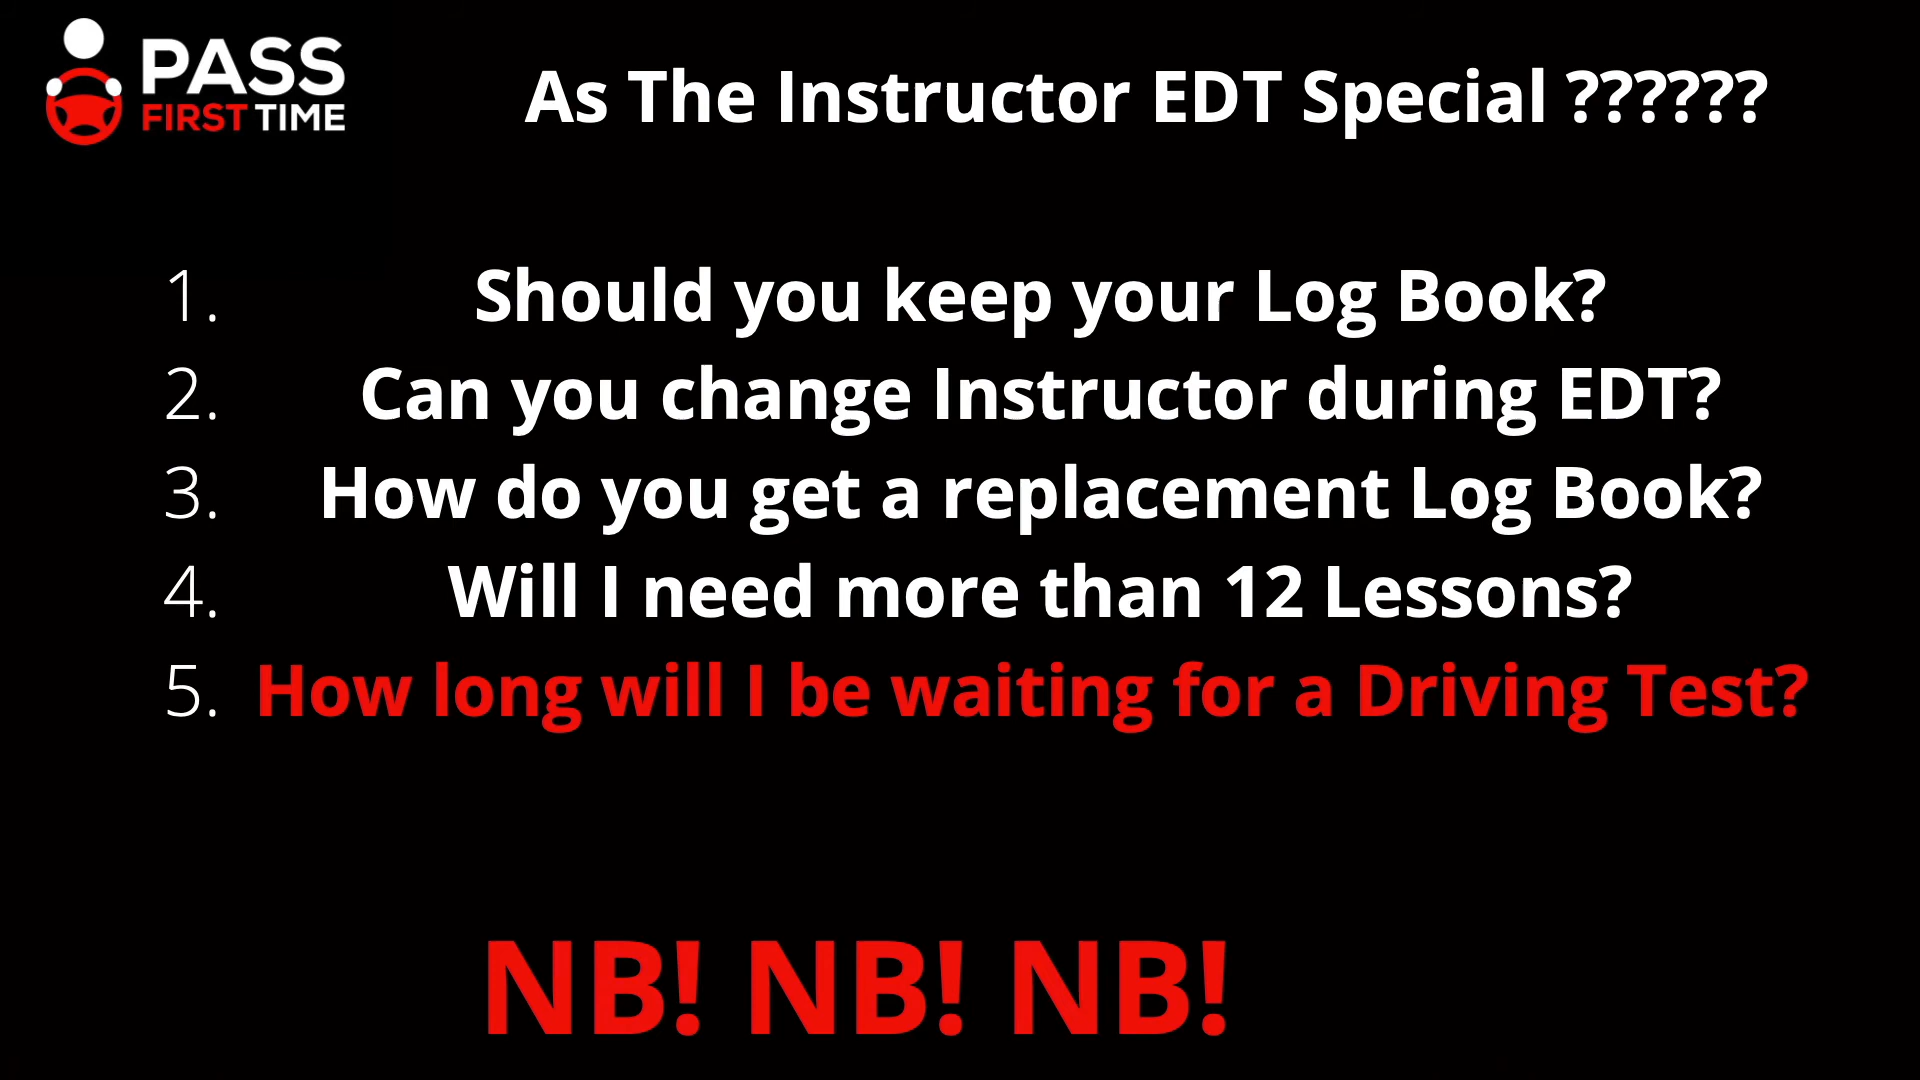 PASS
FIRST TIME
As The Instructor EDT Special ??????
1. Should you keep your Log Book?
2. Can you change Instructor during EDT?
3. How do you get a replacement Log Book?
4. Will I need more than 12 Lessons?
5. How long will I be waiting for a Driving Test?
NB! NB! NB!